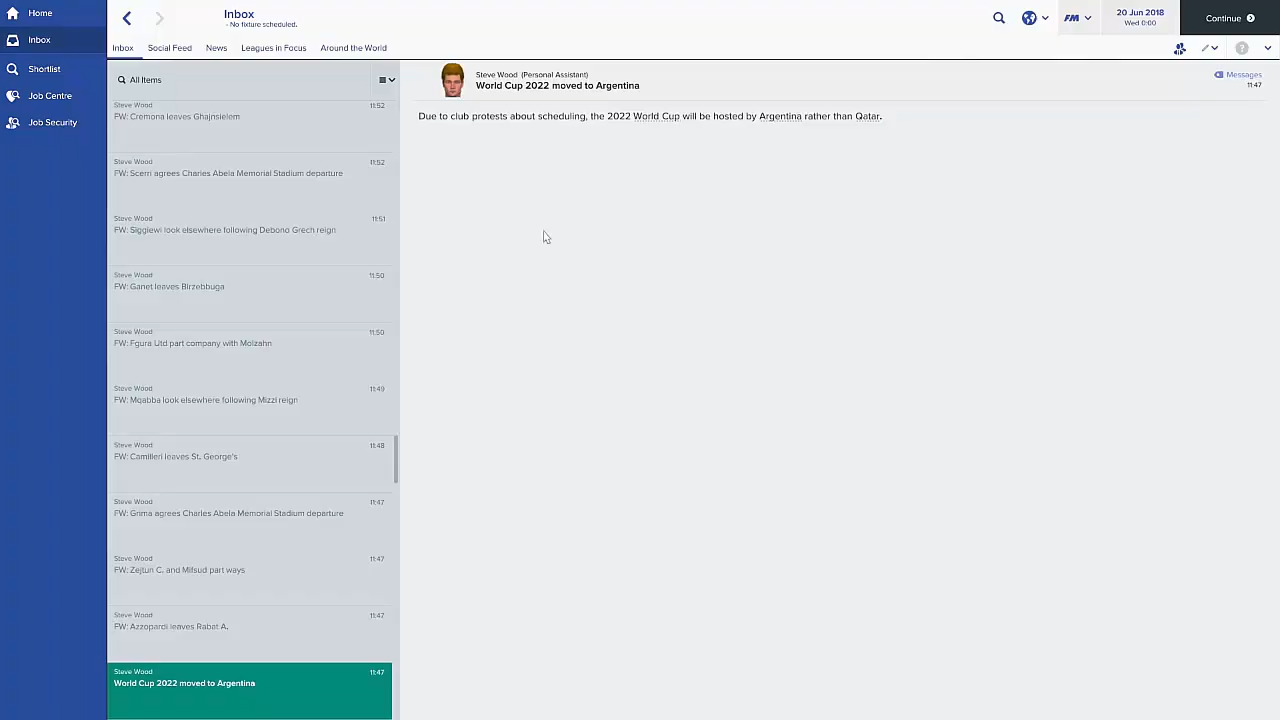 Home
Inbox
Shortlist
Job Centre
Job Security
Inbox
- No fixture scheduled.
FM
20 Jun 2018
Wed 0:00
Continue
Inbox
Social Feed
News
Leagues in Focus
Around the World
All Items
Steve Wood
11:52
FW: Cremona leaves Ghajnsielem
Steve Wood
11:52
FW: Scerri agrees Charles Abela Memorial Stadium departure
Steve Wood
11:51
FW: Siggiewi look elsewhere following Debono Grech reign
Steve Wood
11:50
FW: Ganet leaves Birzebbuga
Steve Wood
11:50
FW: Fgura Utd part company with Molzahn
Steve Wood
11:49
FW: Mqabba look elsewhere following Mizzi reign
Steve Wood
11:48
FW: Camilleri leaves St. George's
Steve Wood
11:47
FW: Grima agrees Charles Abela Memorial Stadium departure
Steve Wood
11:47
FW: Zejtun C. and Mifsud part ways
Steve Wood
11:47
FW: Azzopardi leaves Rabat A.
Steve Wood
11:47
World Cup 2022 moved to Argentina
Steve Wood (Personal Assistant)
World Cup 2022 moved to Argentina
Messages
11:47
Due to club protests about scheduling, the 2022 World Cup will be hosted by Argentina rather than Qatar.